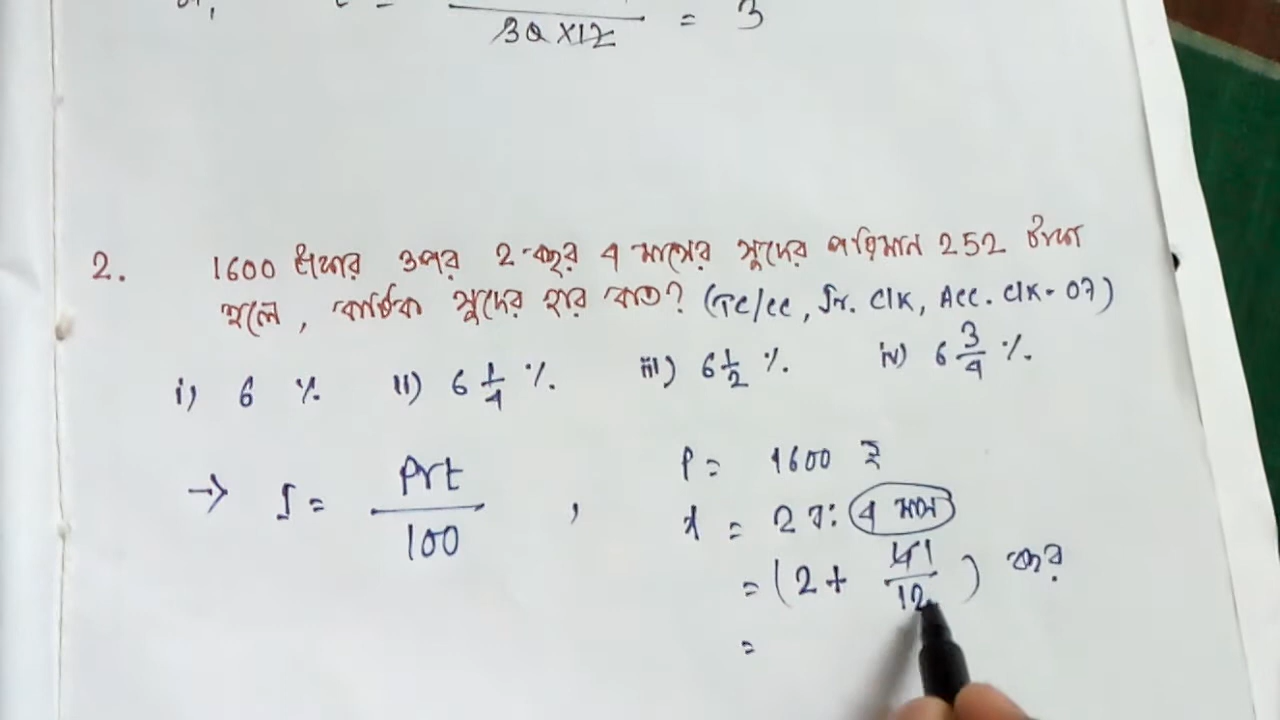 30 X 12 = 3
2. 1600 টাকার ওপর 2 বছর 4 মাসের সুদের পরিমান 252 টাকা
হলে, বার্ষিক সুদের হার কত? (TC/CC, Jr. Clk, Acc. Clk - 07)
i) 6 % ii) 6 1/4 %. iii) 6 1/2 %. iv) 6 3/4 %.
→ I = Prt/100 , P = 1600 ₹
t = 2 ব: 4 মাস
= (2 + 41/12) বছর
=